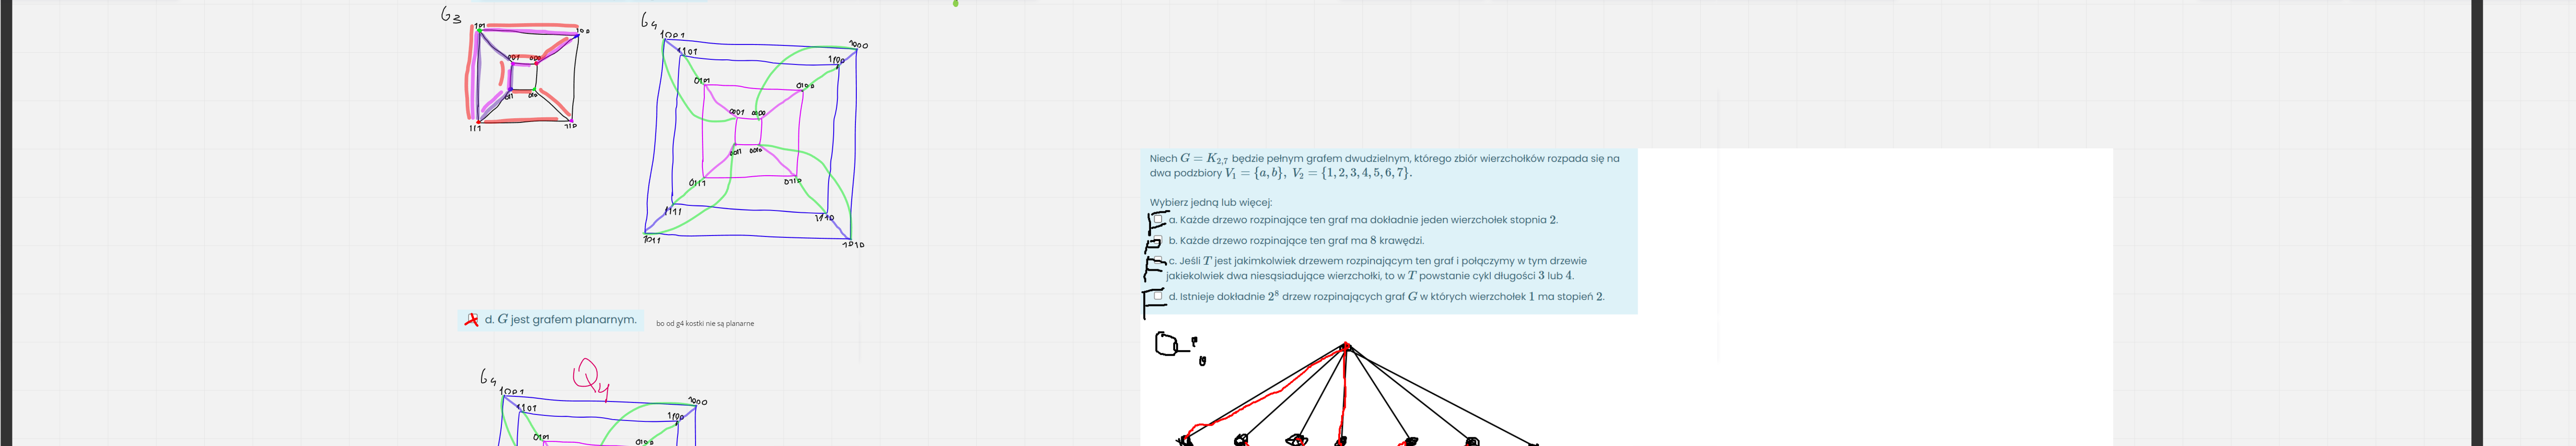 G3
101
100
001
000
011
010
111
110
G4
1001
1000
1101
1100
0101
0100
0001
0000
0011
0010
0111
0110
1111
1110
1011
1010
d. G jest grafem planarnym.
bo od g4 kostki nie są planarne
Q4
G4
1001
1000
1101
1100
0101
0100
Niech G = K2,7 będzie pełnym grafem dwudzielnym, którego zbiór wierzchołków rozpada się na
dwa podzbiory V1 = {a, b}, V2 = {1, 2, 3, 4, 5, 6, 7}.
Wybierz jedną lub więcej:
F a. Każde drzewo rozpinające ten graf ma dokładnie jeden wierzchołek stopnia 2.
P b. Każde drzewo rozpinające ten graf ma 8 krawędzi.
F c. Jeśli T jest jakimkolwiek drzewem rozpinającym ten graf i połączymy w tym drzewie
jakiekolwiek dwa niesąsiadujące wierzchołki, to w T powstanie cykl długości 3 lub 4.
F d. Istnieje dokładnie 2^8 drzew rozpinających graf G w których wierzchołek 1 ma stopień 2.